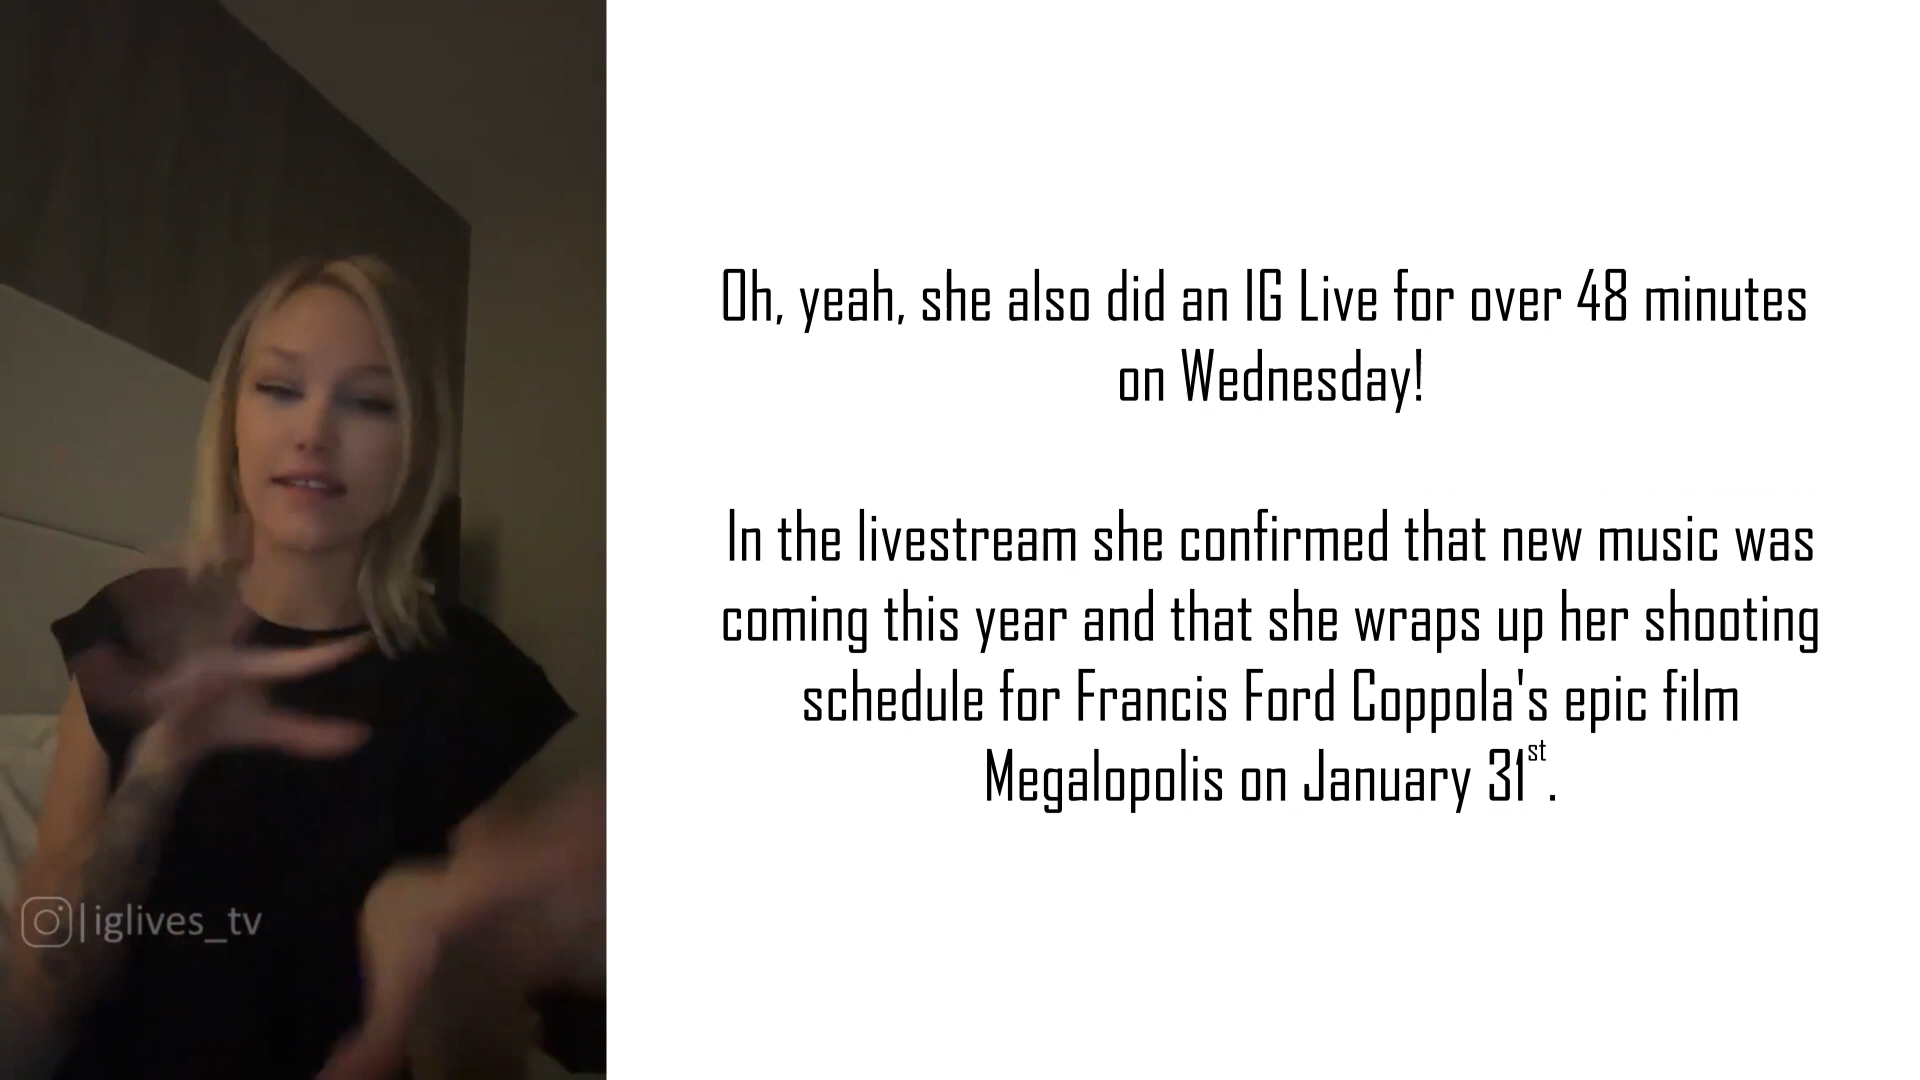 Oh, yeah, she also did an IG Live for over 48 minutes
on Wednesday!
In the livestream she confirmed that new music was
coming this year and that she wraps up her shooting
schedule for Francis Ford Coppola's epic film
Megalopolis on January 31st.
| iglives_tv